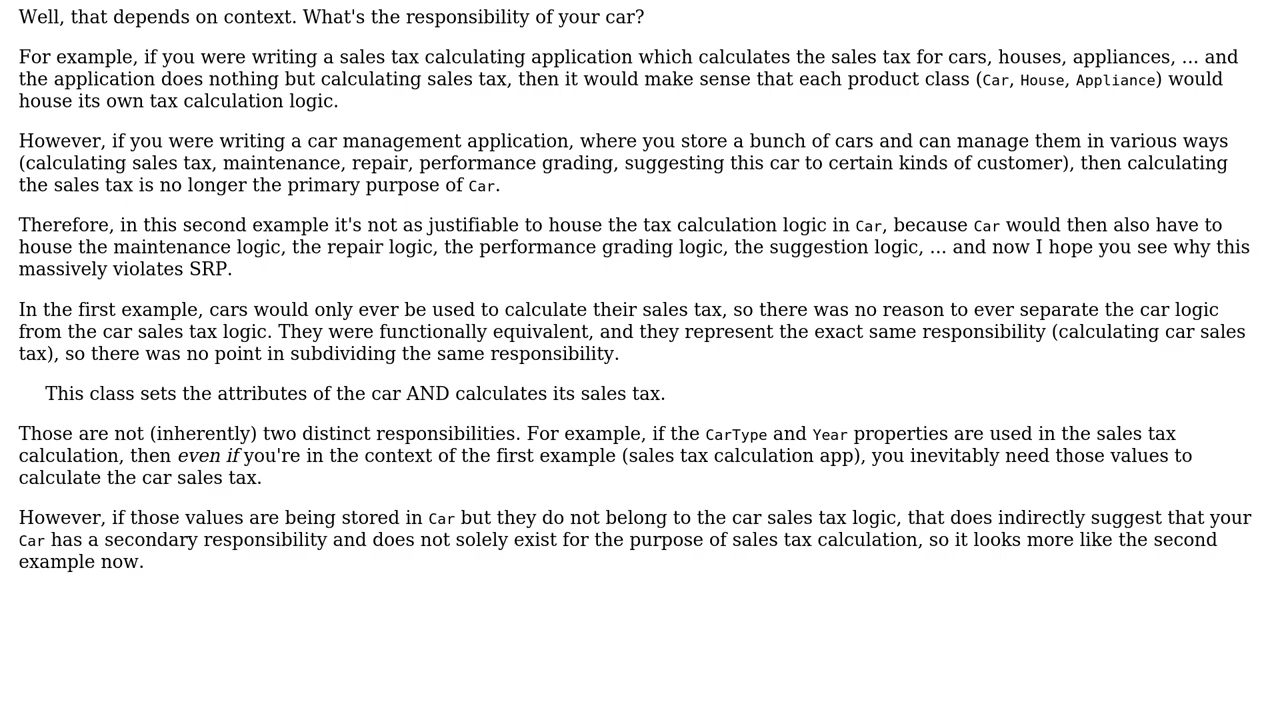 Well, that depends on context. What's the responsibility of your car?
For example, if you were writing a sales tax calculating application which calculates the sales tax for cars, houses, appliances, ... and
the application does nothing but calculating sales tax, then it would make sense that each product class (Car, House, Appliance) would
house its own tax calculation logic.
However, if you were writing a car management application, where you store a bunch of cars and can manage them in various ways
(calculating sales tax, maintenance, repair, performance grading, suggesting this car to certain kinds of customer), then calculating
the sales tax is no longer the primary purpose of Car.
Therefore, in this second example it's not as justifiable to house the tax calculation logic in Car, because Car would then also have to
house the maintenance logic, the repair logic, the performance grading logic, the suggestion logic, ... and now I hope you see why this
massively violates SRP.
In the first example, cars would only ever be used to calculate their sales tax, so there was no reason to ever separate the car logic
from the car sales tax logic. They were functionally equivalent, and they represent the exact same responsibility (calculating car sales
tax), so there was no point in subdividing the same responsibility.
This class sets the attributes of the car AND calculates its sales tax.
Those are not (inherently) two distinct responsibilities. For example, if the CarType and Year properties are used in the sales tax
calculation, then even if you're in the context of the first example (sales tax calculation app), you inevitably need those values to
calculate the car sales tax.
However, if those values are being stored in Car but they do not belong to the car sales tax logic, that does indirectly suggest that your
Car has a secondary responsibility and does not solely exist for the purpose of sales tax calculation, so it looks more like the second
example now.